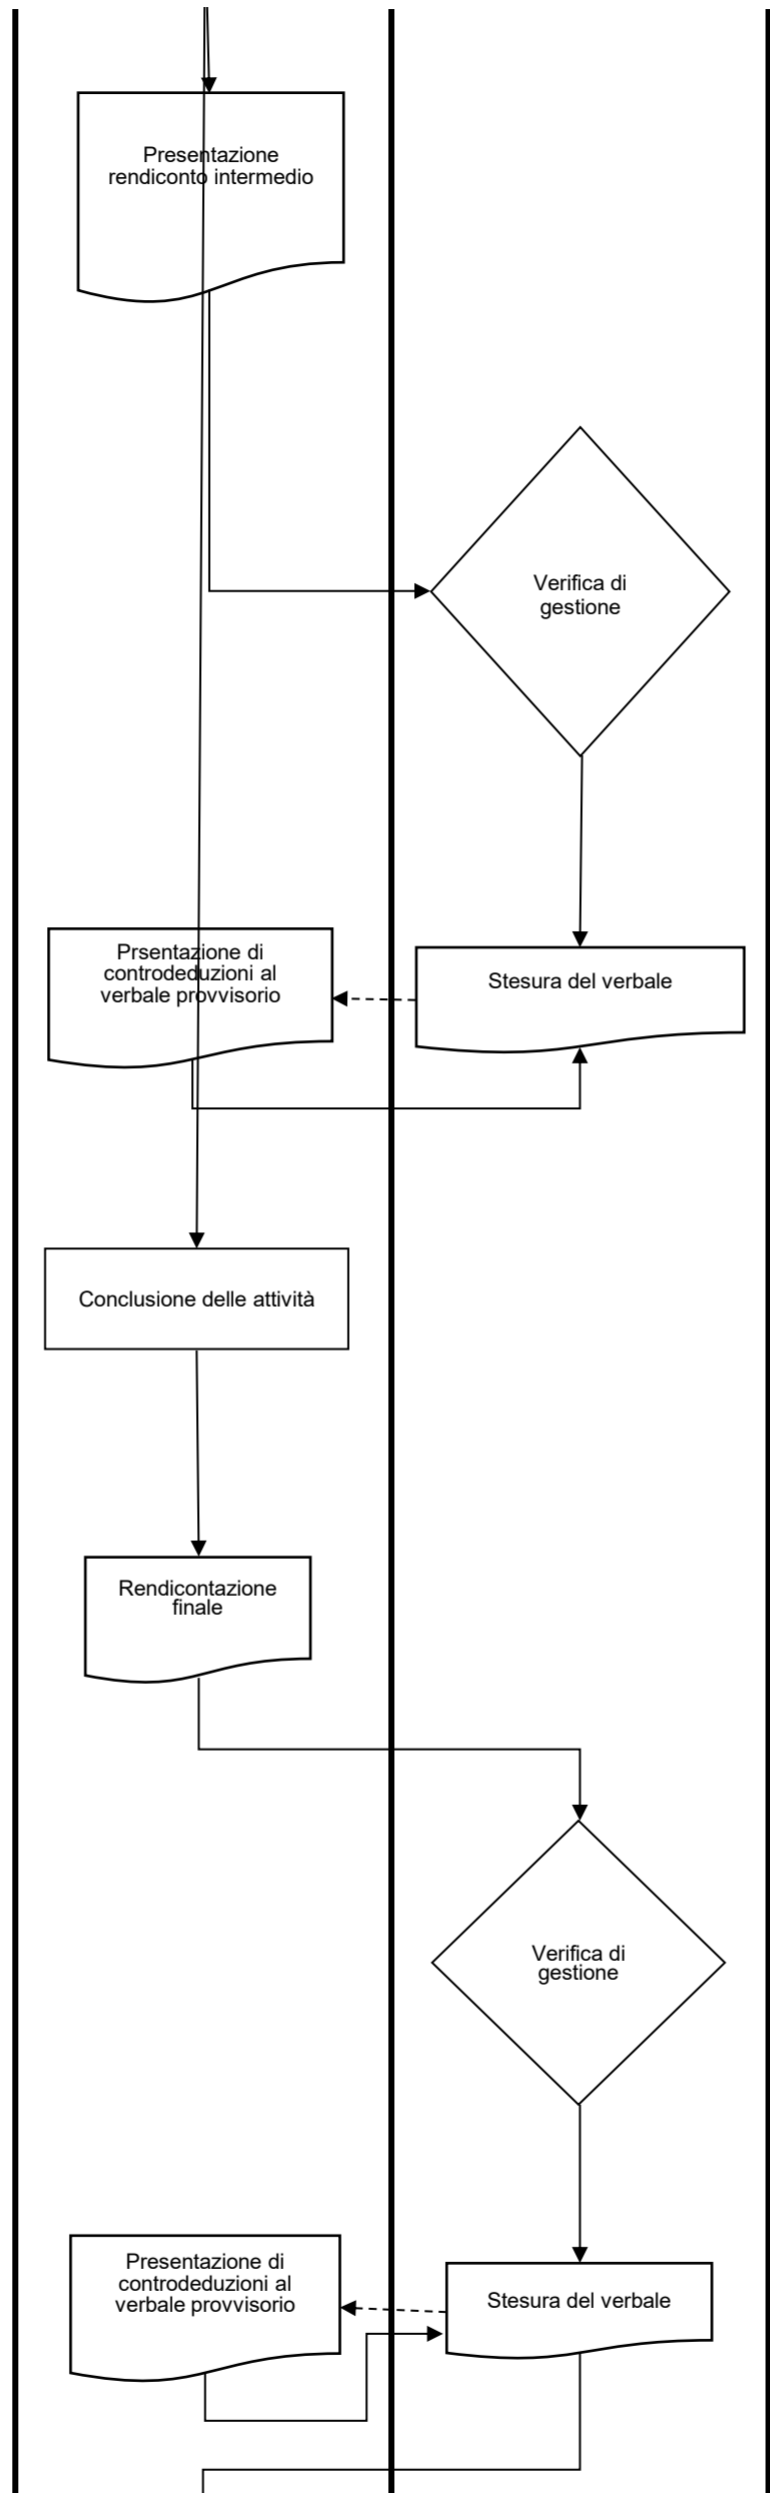 Presentazione
rendiconto intermedio
Verifica di
gestione
Prsentazione di
controdeduzioni al
verbale provvisorio
Stesura del verbale
Conclusione delle attività
Rendicontazione
finale
Verifica di
gestione
Presentazione di
controdeduzioni al
verbale provvisorio
Stesura del verbale